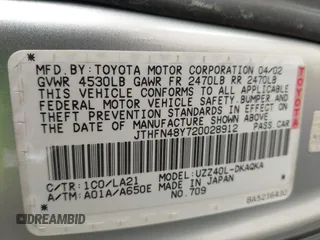 MFD. BY: TOYOTA MOTOR CORPORATION 04/02
GVWR 4530LB GAWR FR 2470LB RR 2470LB
THIS VEHICLE CONFORMS TO ALL APPLICABLE
FEDERAL MOTOR VEHICLE SAFETY,BUMPER,AND
THEFT PREVENTION STANDARDS IN EFFECT ON
THE DATE OF MANUFACTURE SHOWN ABOVE.
JTHFN48Y720028912 PASS. CAR
C/TR: 1C0/LA21 MODEL: UZZ40L-DKAQKA
A/TM: A01A/A650E MADE IN JAPAN
NO.709
TOYOTA
DREAMBID.COM